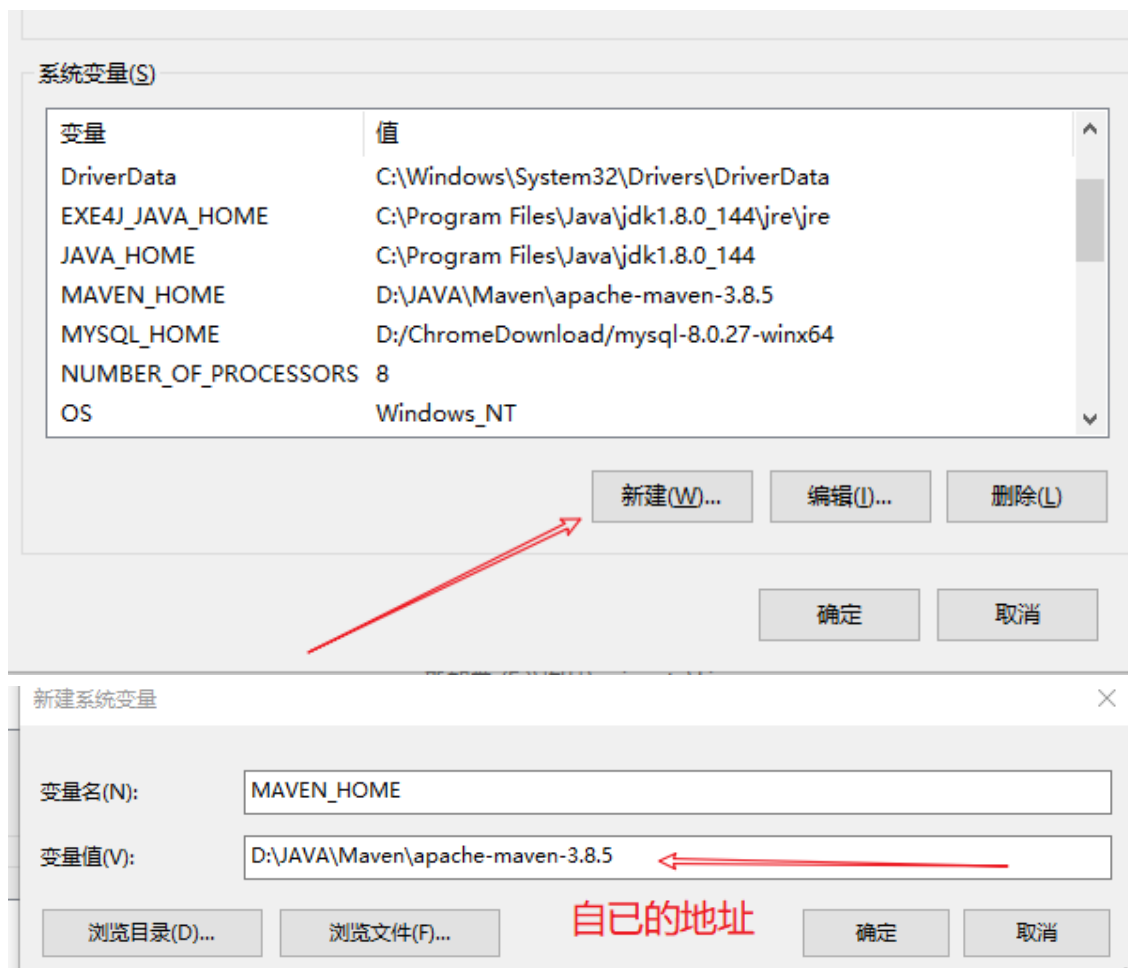 系统变量(S)
变量 值
DriverData C:\Windows\System32\Drivers\DriverData
EXE4J_JAVA_HOME C:\Program Files\Java\jdk1.8.0_144\jre\jre
JAVA_HOME C:\Program Files\Java\jdk1.8.0_144
MAVEN_HOME D:\JAVA\Maven\apache-maven-3.8.5
MYSQL_HOME D:/ChromeDownload/mysql-8.0.27-winx64
NUMBER_OF_PROCESSORS 8
OS Windows_NT
新建(W)... 编辑(I)... 删除(L)
确定 取消
新建系统变量
变量名(N): MAVEN_HOME
变量值(V): D:\JAVA\Maven\apache-maven-3.8.5
自已的地址
浏览目录(D)... 浏览文件(F)... 确定 取消